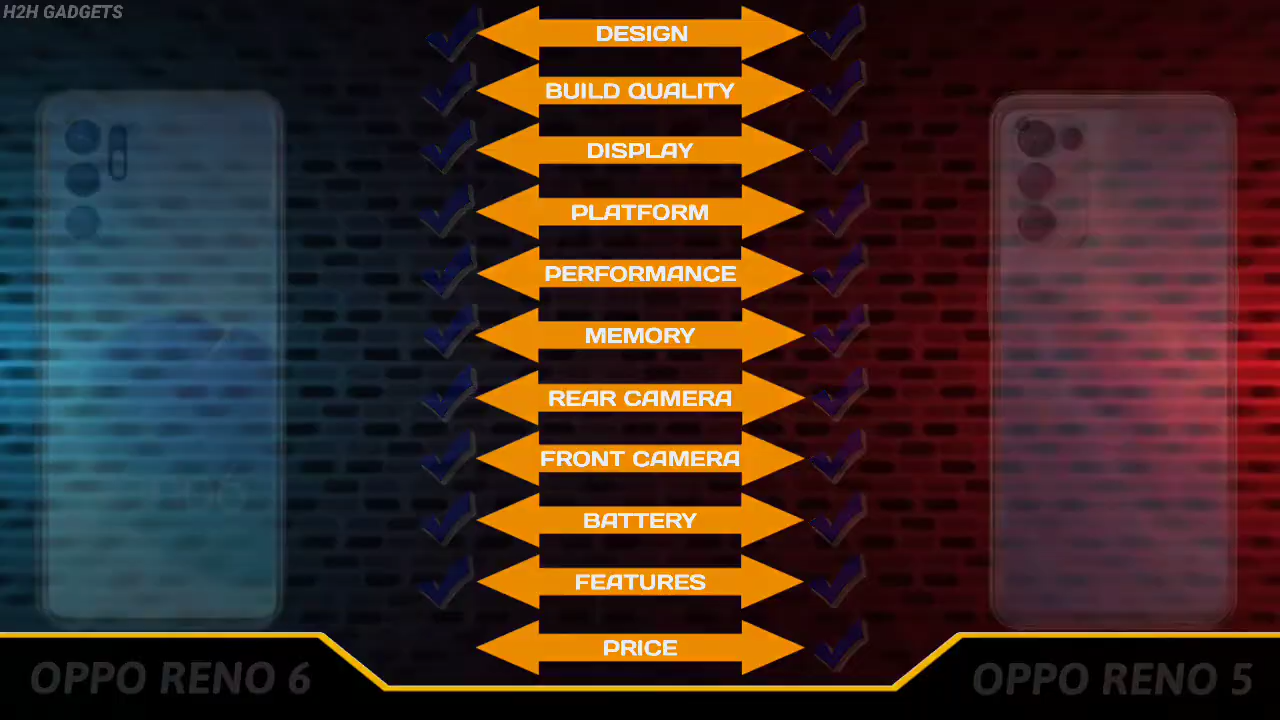 H2H GADGETS
DESIGN
BUILD QUALITY
DISPLAY
PLATFORM
PERFORMANCE
MEMORY
REAR CAMERA
FRONT CAMERA
BATTERY
FEATURES
PRICE
OPPO RENO 6
OPPO RENO 5